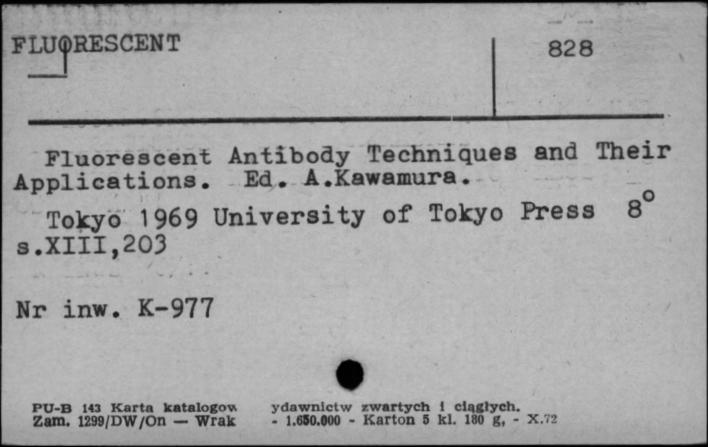 FLUORESCENT
828
Fluorescent Antibody Techniques and Their
Applications. Ed. A.Kawamura.
Tokyo 1969 University of Tokyo Press 8°
s.XIII,203
Nr inw. K-977
PU-B 143 Karta katalogow ydawnictw zwartych i ciągłych.
Zam. 1299/DW/On — Wrak - 1.650.000 - Karton 5 kl. 180 g, - X.72